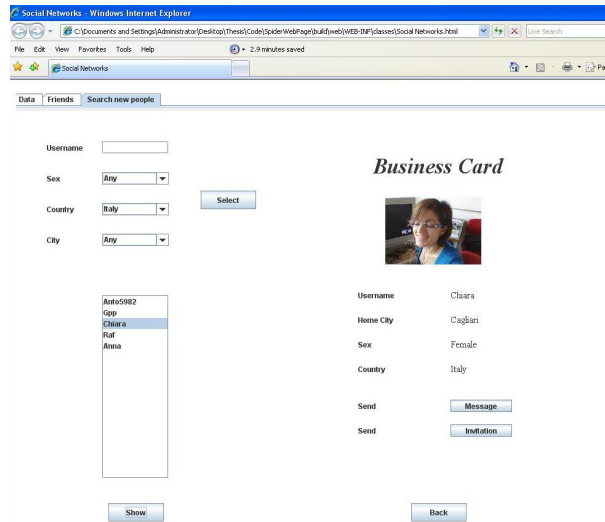 Social Networks - Windows Internet Explorer
C:\Documents and Settings\Administrator\Desktop\Thesis\Code\SpiderWebPage\build\web\WEB-INF\classes\Social Networks.html
Live Search
File Edit View Favorites Tools Help
2.9 minutes saved
Social Networks
Pa
Data Friends Search new people
Username
Sex Any
Country Italy
City Any
Select
Anto5982
Gpp
Chiara
Raf
Anna
Show
Business Card
Username Chiara
Home City Cagliari
Sex Female
Country Italy
Send Message
Send Invitation
Back